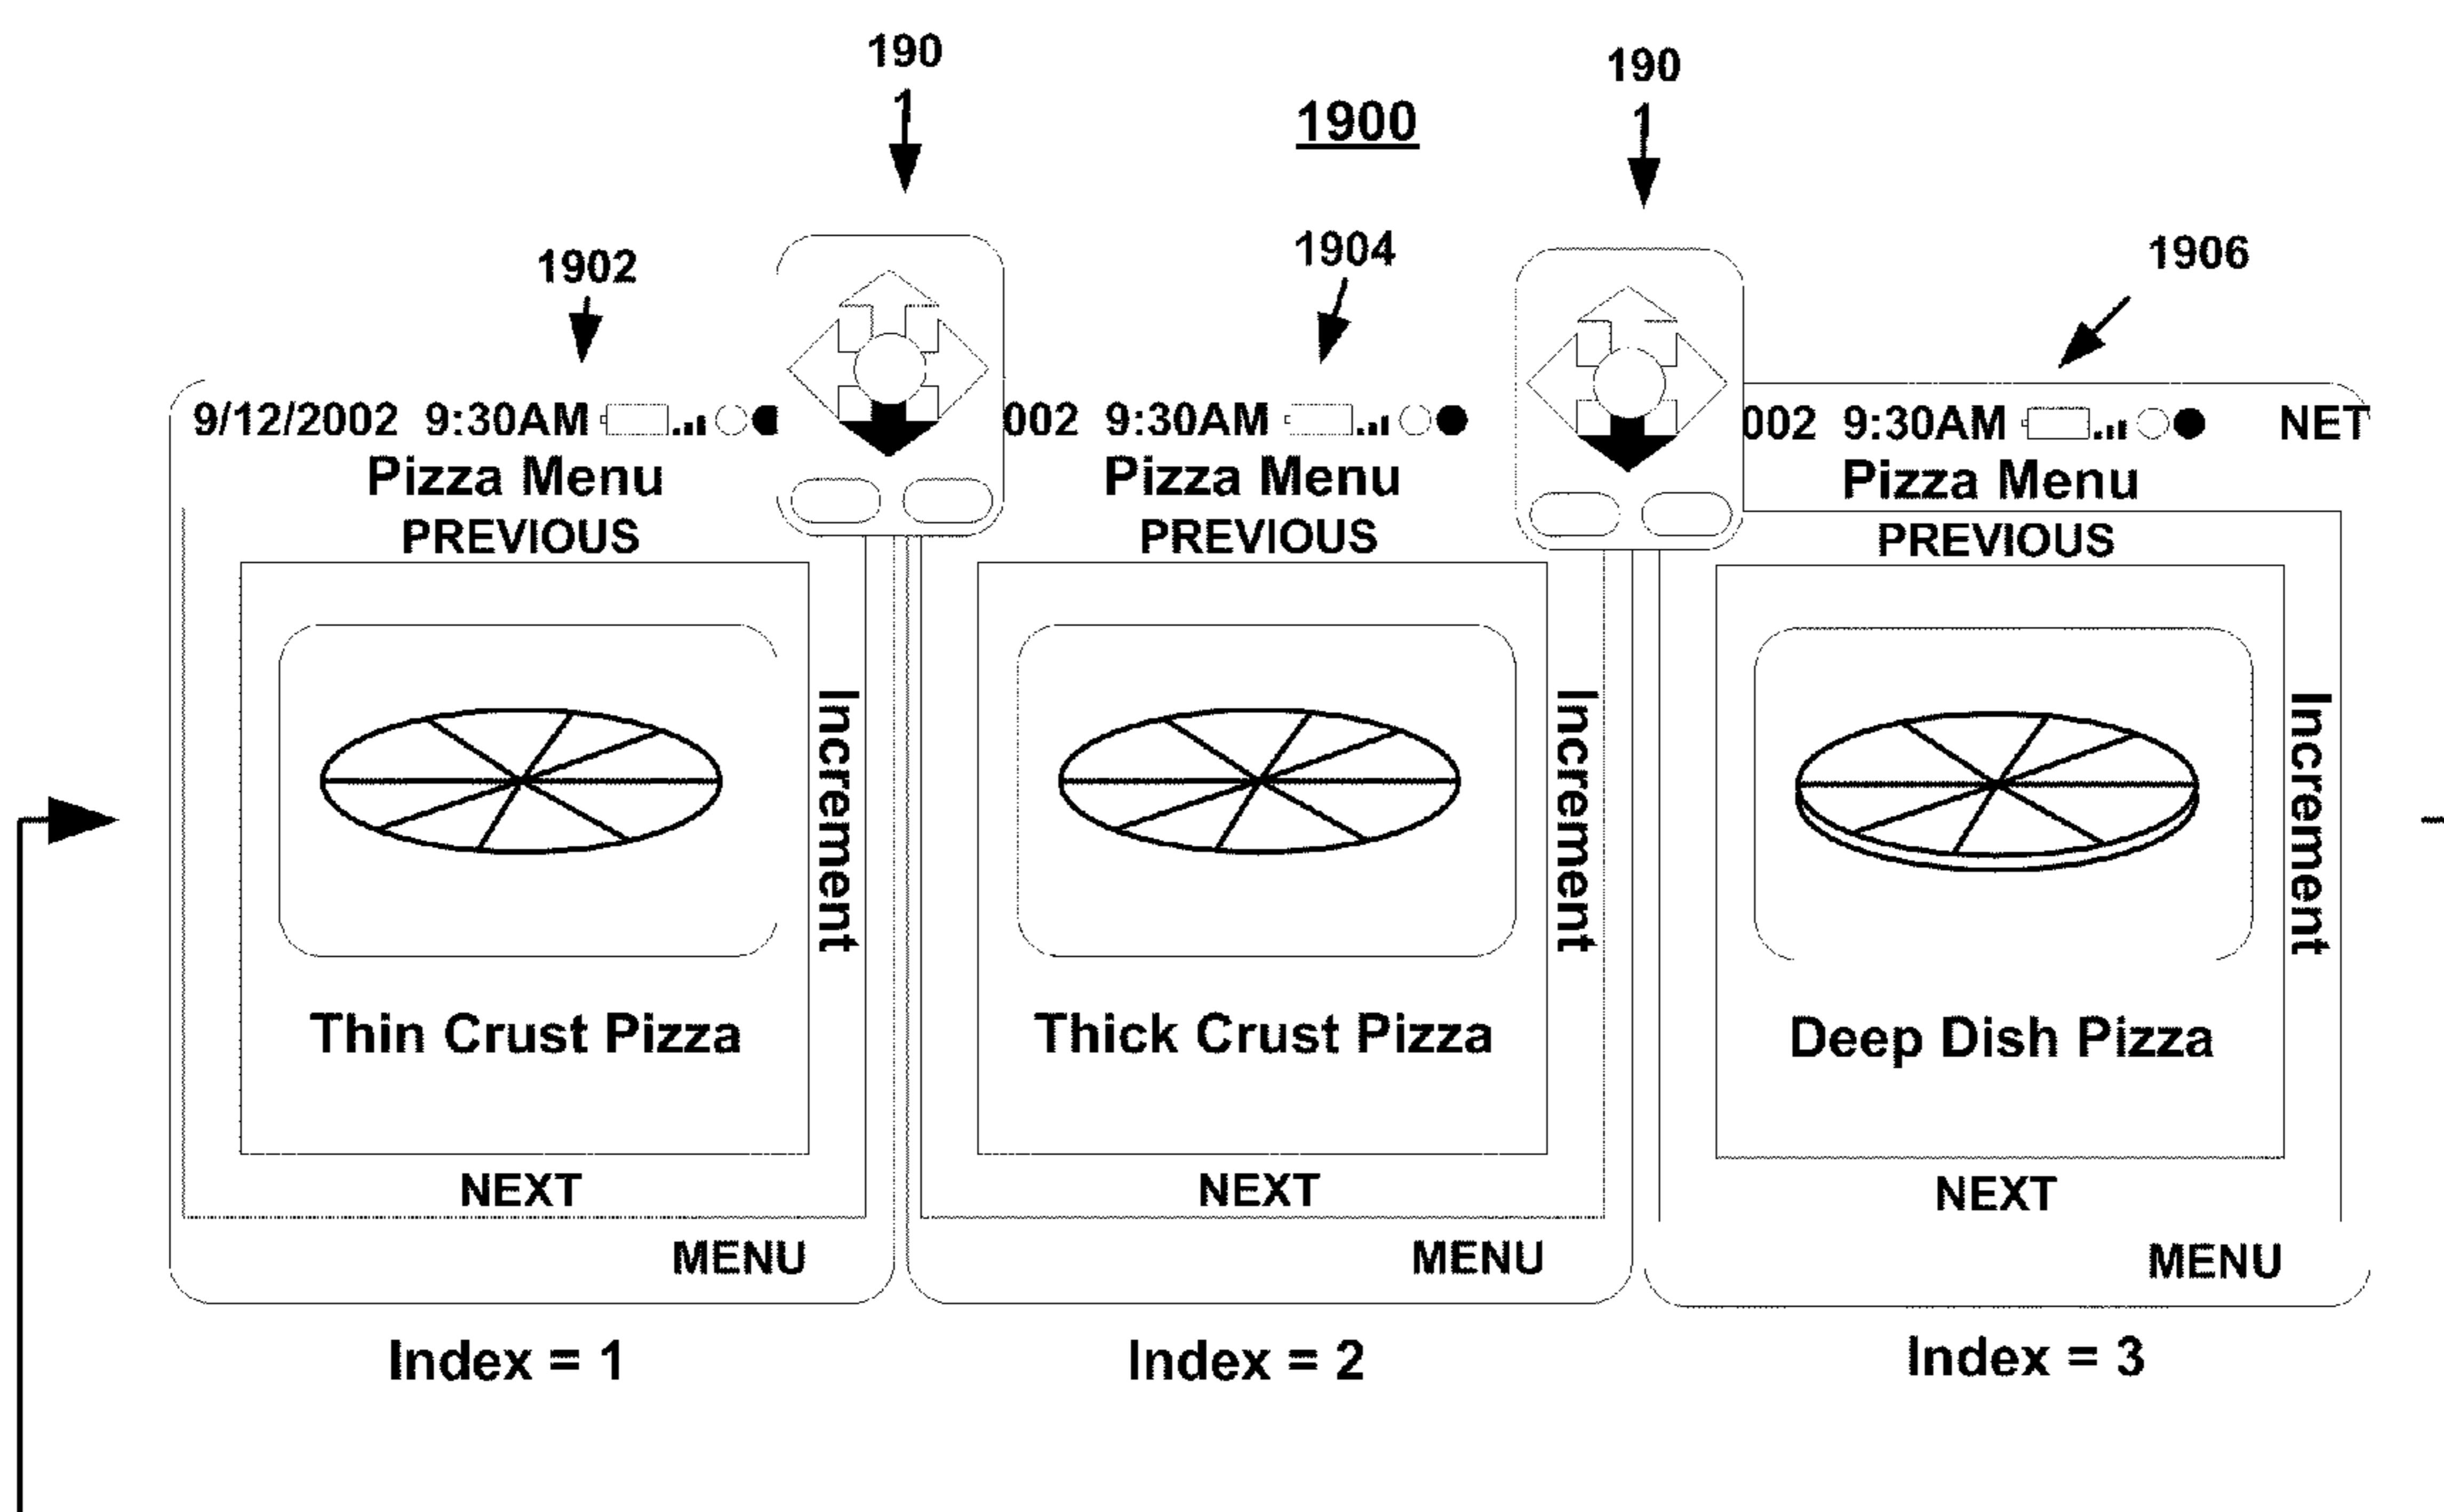 190
1
190
1
1900
1902
1904
1906
9/12/2002 9:30AM
Pizza Menu
PREVIOUS
Increment
Thin Crust Pizza
NEXT
MENU
Index = 1
002 9:30AM
Pizza Menu
PREVIOUS
Increment
Thick Crust Pizza
NEXT
MENU
Index = 2
002 9:30AM NET
Pizza Menu
PREVIOUS
Increment
Deep Dish Pizza
NEXT
MENU
Index = 3